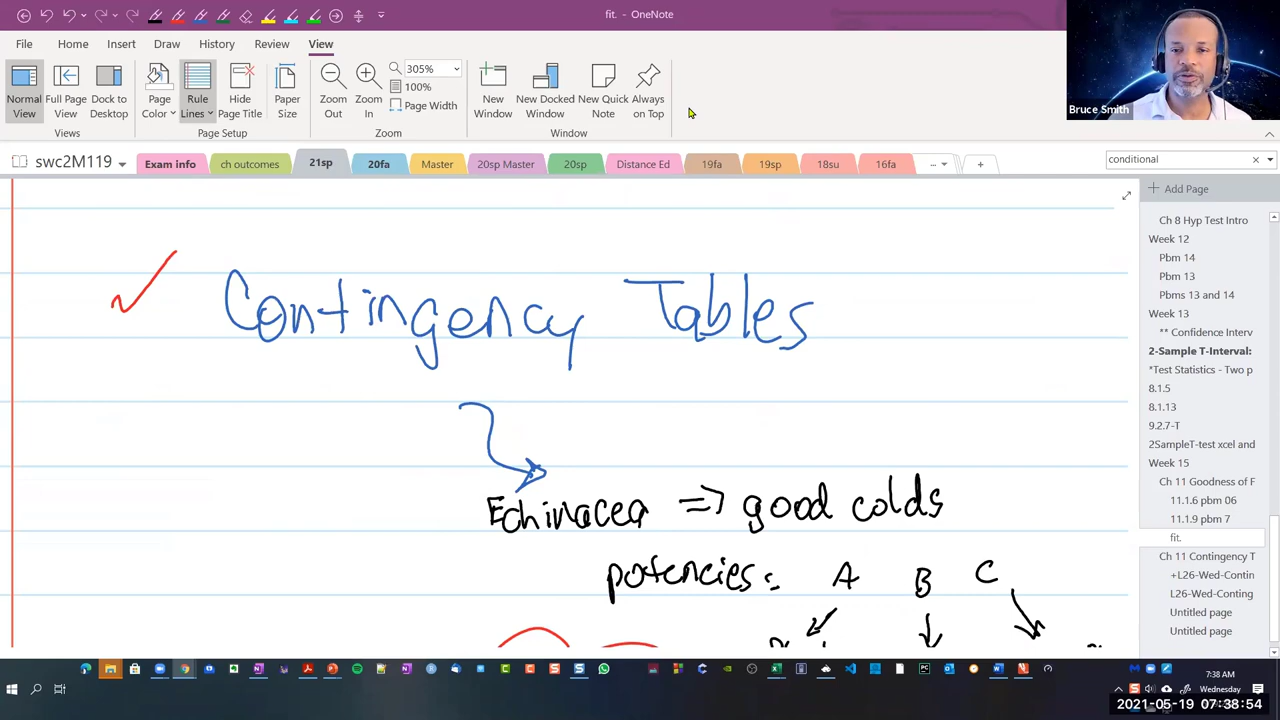 fit. - OneNote
File Home Insert Draw History Review View
305%
100%
Page Width
Normal View
Full Page View
Dock to Desktop
Page Color
Rule Lines
Hide Page Title
Paper Size
Zoom Out
Zoom In
New Window
New Docked Window
New Quick Note
Always on Top
Views Page Setup Zoom Window
Bruce Smith
swc2M119 Exam info ch outcomes 21sp 20fa Master 20sp Master 20sp Distance Ed 19fa 19sp 18su 16fa ... +
conditional
Add Page
Ch 8 Hyp Test Intro
Week 12
Pbm 14
Pbm 13
Pbms 13 and 14
Week 13
** Confidence Interv
2-Sample T-Interval:
*Test Statistics - Two p
8.1.5
8.1.13
9.2.7-T
2SampleT-test xcel and
Week 15
Ch 11 Goodness of F
11.1.6 pbm 06
11.1.9 pbm 7
fit.
Ch 11 Contingency T
+L26-Wed-Contin
L26-Wed-Conting
Untitled page
Untitled page
Contingency Tables
Echinacea => good colds
potencies: A B C
7:38 AM
Wednesday
2021-05-19 07:38:54